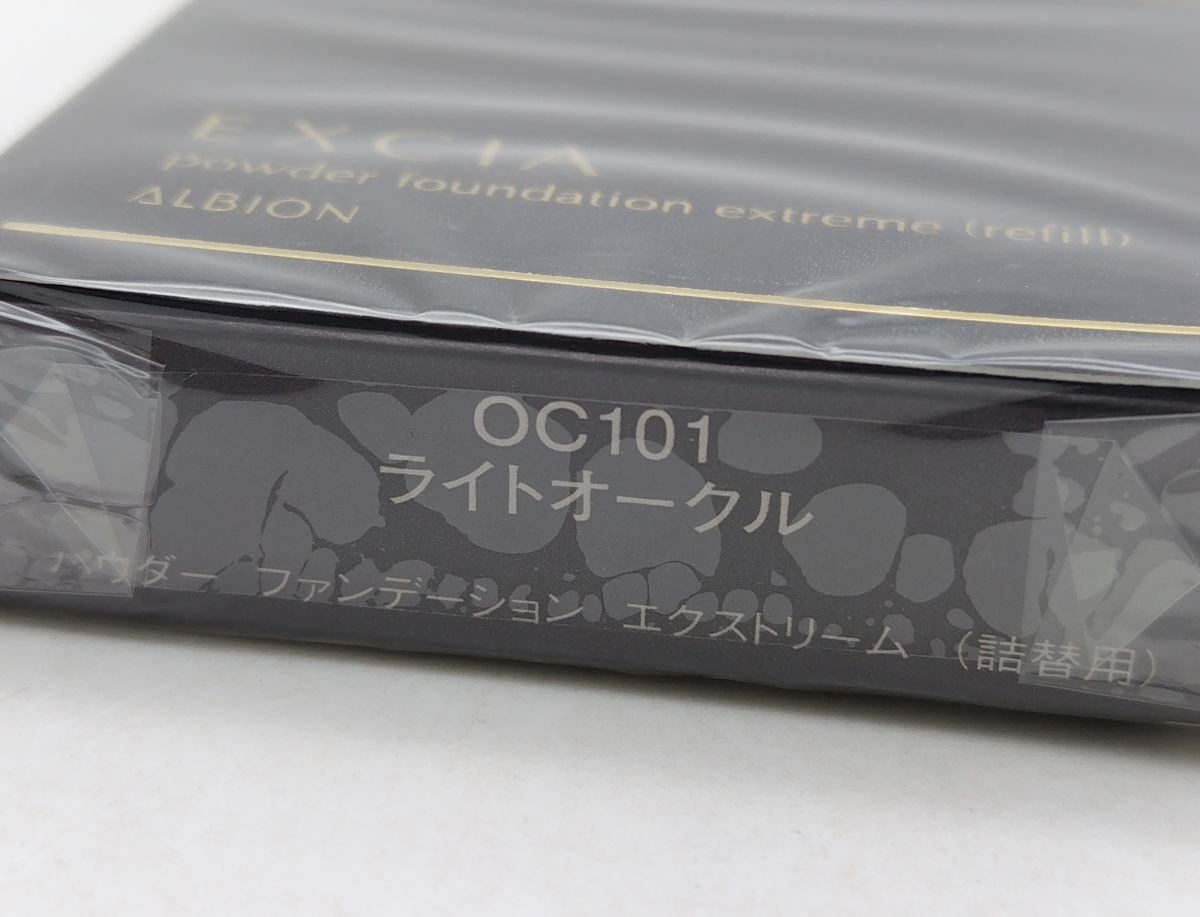 EXCIA
powder foundation extreme (refill)
ALBION
OC101
ライトオークル
パウダー ファンデーション エクストリーム (詰替用)